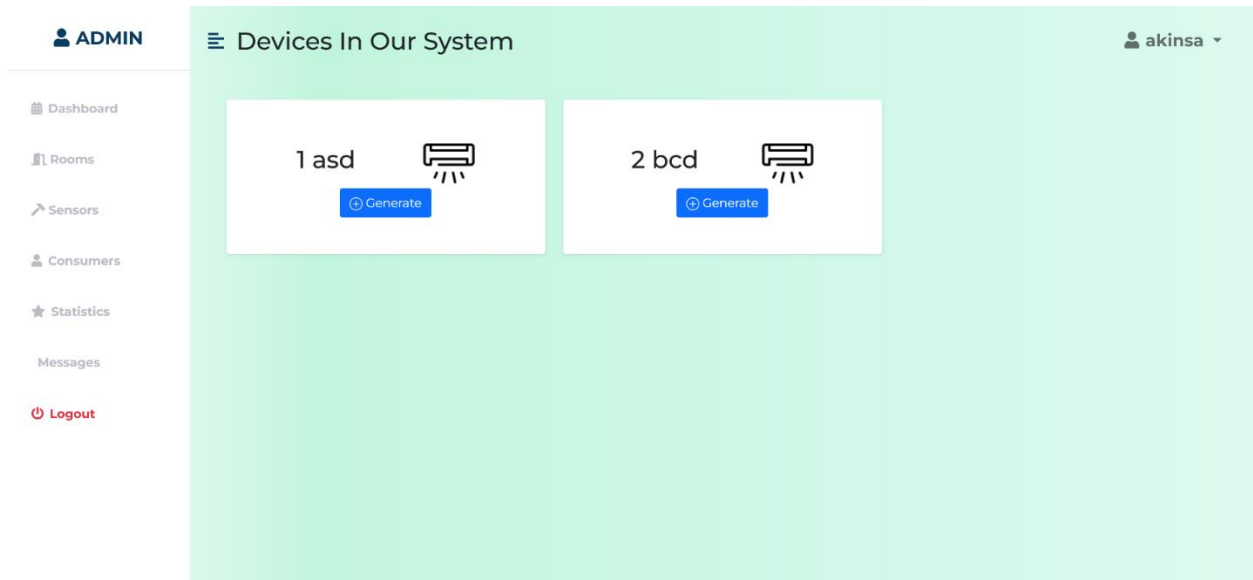 ADMIN
Devices In Our System
akinsa
Dashboard
Rooms
Sensors
Consumers
Statistics
Messages
Logout
1 asd
Generate
2 bcd
Generate